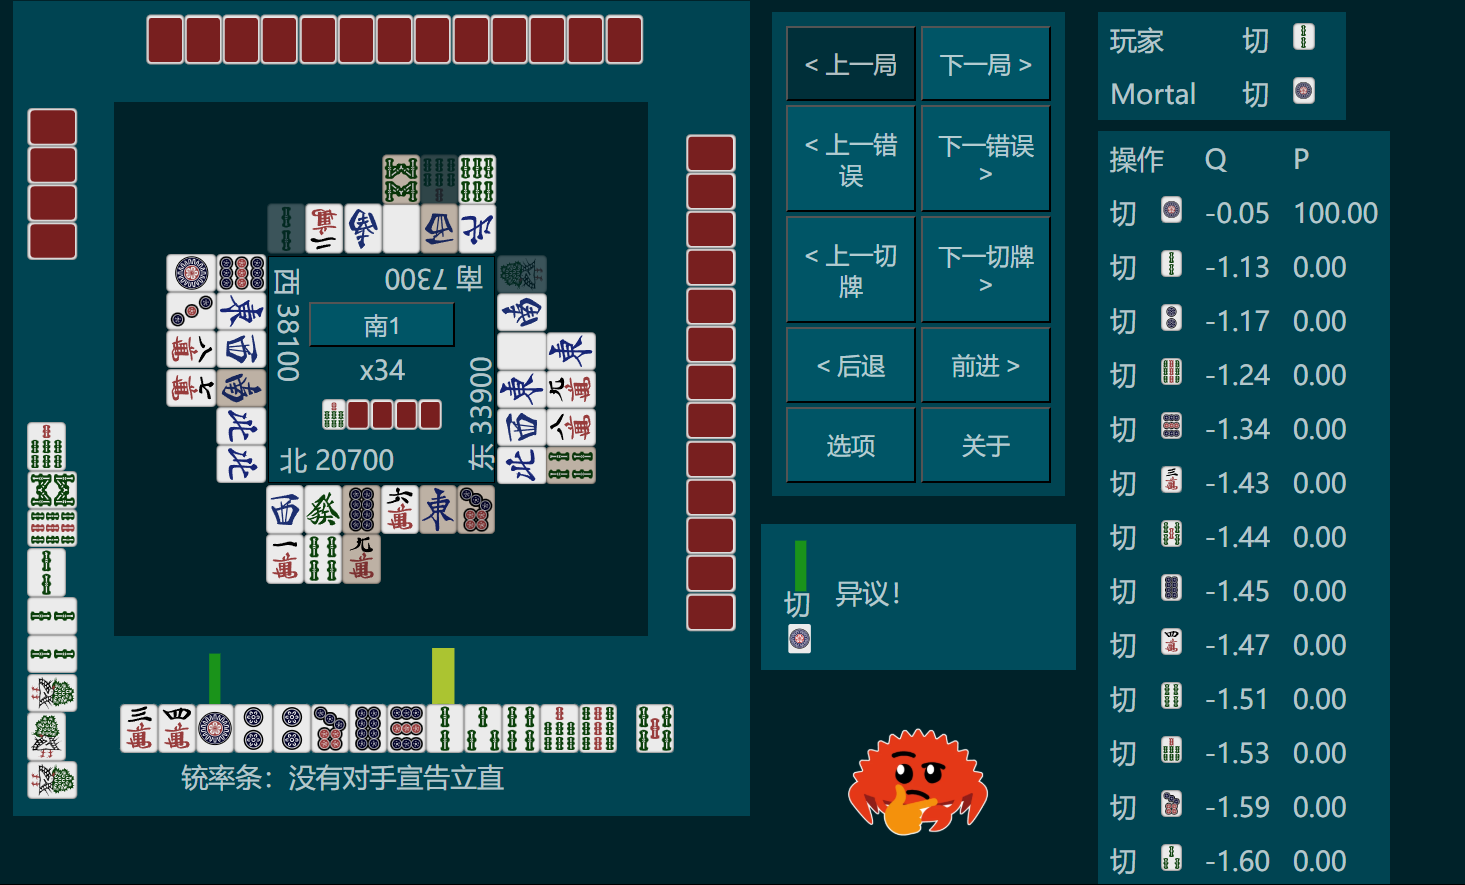 < 上一局
下一局 >
< 上一错误
下一错误 >
< 上一切牌
下一切牌 >
< 后退
前进 >
选项
关于
玩家 切
Mortal 切
操作 Q P
切 -0.05 100.00
切 -1.13 0.00
切 -1.17 0.00
切 -1.24 0.00
切 -1.34 0.00
切 -1.43 0.00
切 -1.44 0.00
切 -1.45 0.00
切 -1.47 0.00
切 -1.51 0.00
切 -1.53 0.00
切 -1.59 0.00
切 -1.60 0.00
南 7300
西 38100
南1
x34
东 33900
北 20700
切
异议!
铳率条：没有对手宣告立直